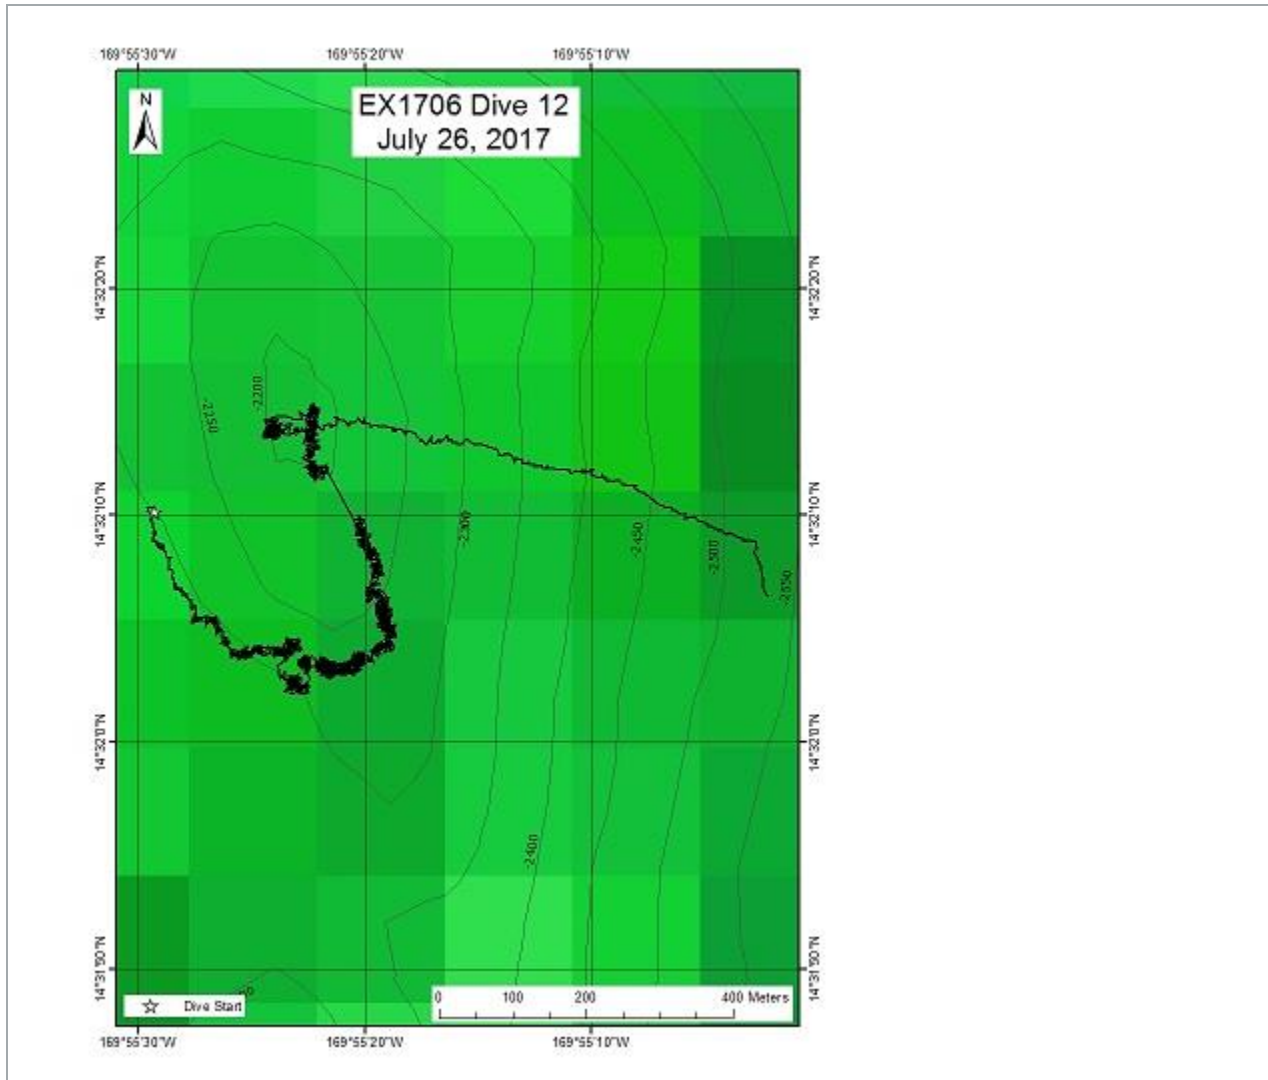 169°55'30"W 169°55'20"W 169°55'10"W
N
EX1706 Dive 12
July 26, 2017
14°32'20"N 14°32'20"N
-2200
-2250
14°32'10"N 14°32'10"N
-2300
-2450
-2500
-2550
14°32'0"N 14°32'0"N
-2400
14°31'50"N 14°31'50"N
Dive Start
0 100 200 400 Meters
169°55'30"W 169°55'20"W 169°55'10"W